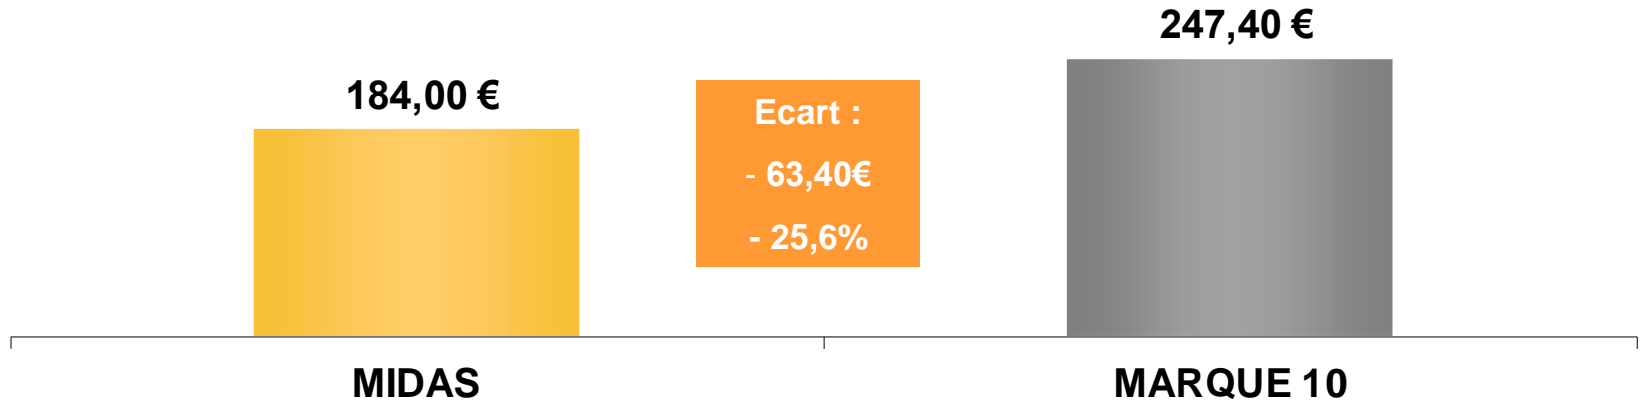 247,40 €
184,00 €
Ecart :
- 63,40€
- 25,6%
MIDAS
MARQUE 10